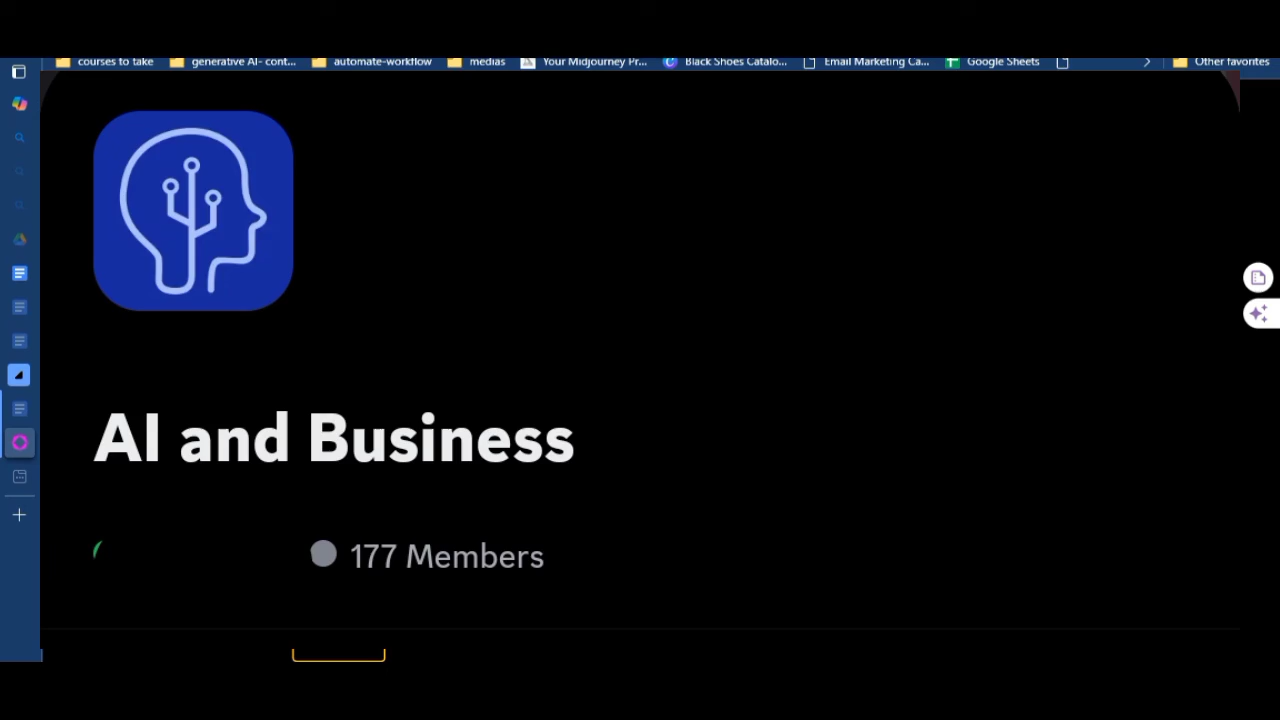 courses to take generative AI- cont... automate-workflow medias Your Midjourney Pr... Black Shoes Catalo... Email Marketing Ca... Google Sheets Other favorites
AI and Business
177 Members